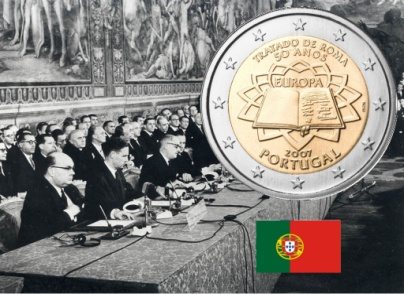 TRATADO DE ROMA
50 ANOS
EUROPA
2007
PORTUGAL